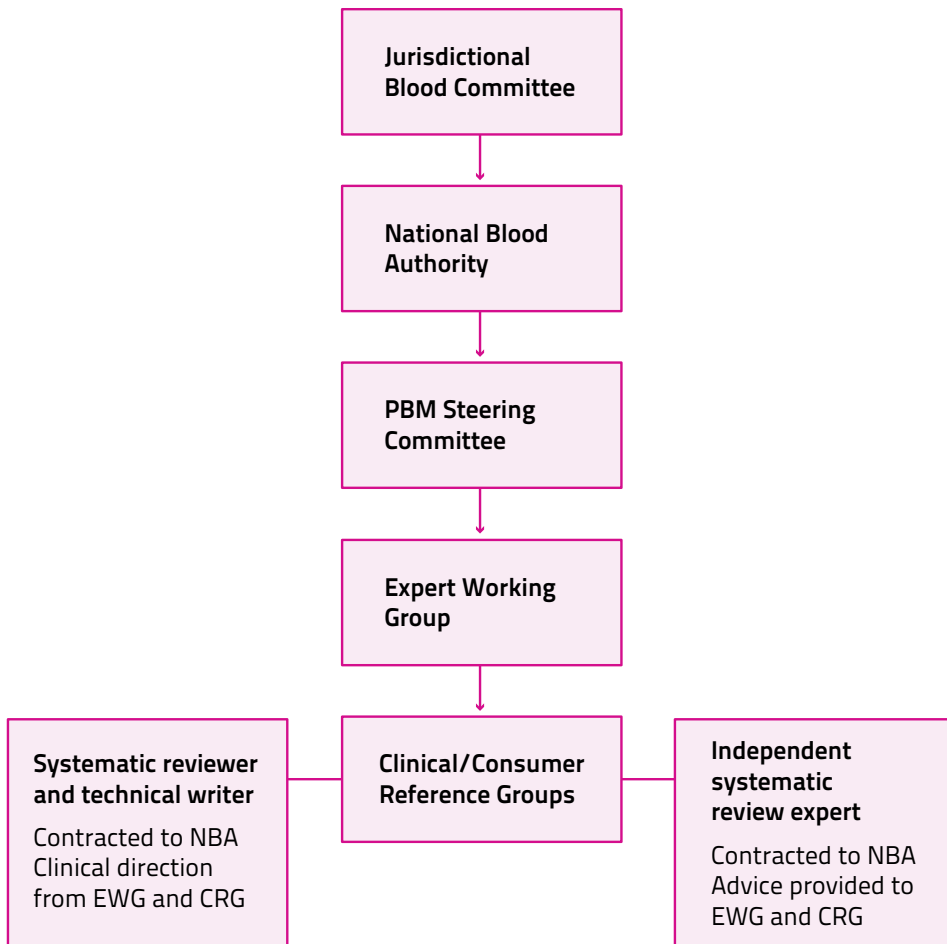 Jurisdictional
Blood Committee
National Blood
Authority
PBM Steering
Committee
Expert Working
Group
Systematic reviewer
and technical writer
Contracted to NBA
Clinical direction
from EWG and CRG
Clinical/Consumer
Reference Groups
Independent
systematic
review expert
Contracted to NBA
Advice provided to
EWG and CRG